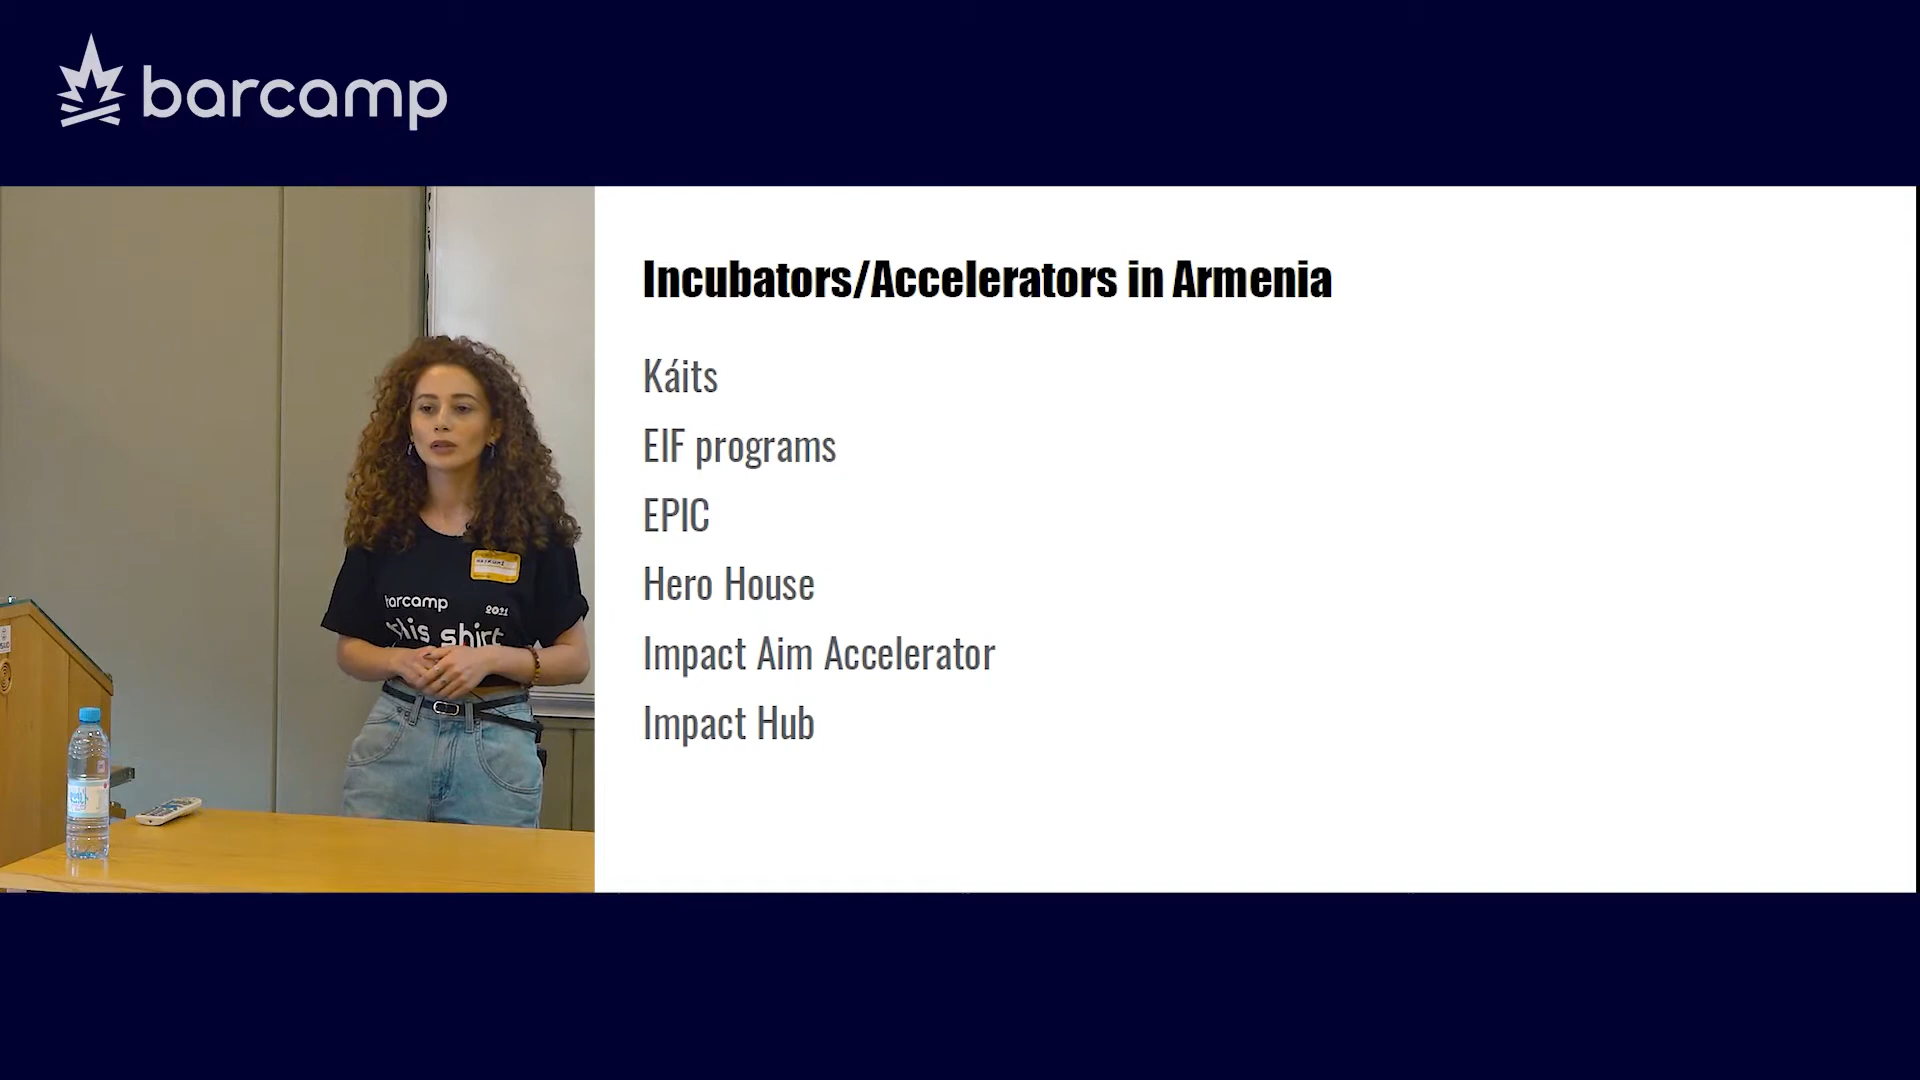 barcamp
Incubators/Accelerators in Armenia
Káits
EIF programs
EPIC
Hero House
Impact Aim Accelerator
Impact Hub
barcamp 2021
this shirt